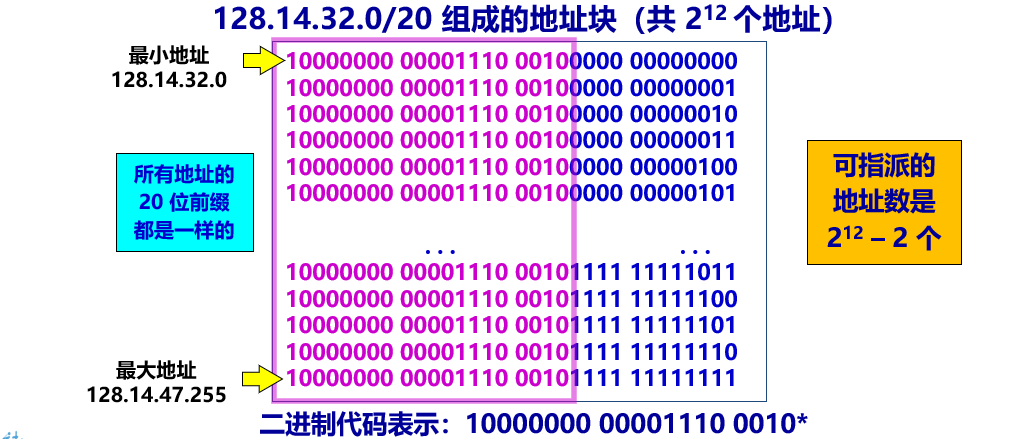 128.14.32.0/20 组成的地址块（共 2¹² 个地址）
最小地址
128.14.32.0
10000000 00001110 00100000 00000000
10000000 00001110 00100000 00000001
10000000 00001110 00100000 00000010
10000000 00001110 00100000 00000011
10000000 00001110 00100000 00000100
10000000 00001110 00100000 00000101
... ...
10000000 00001110 00101111 11111011
10000000 00001110 00101111 11111100
10000000 00001110 00101111 11111101
10000000 00001110 00101111 11111110
10000000 00001110 00101111 11111111
所有地址的
20 位前缀
都是一样的
可指派的
地址数是
2¹² – 2 个
最大地址
128.14.47.255
二进制代码表示：10000000 00001110 0010*